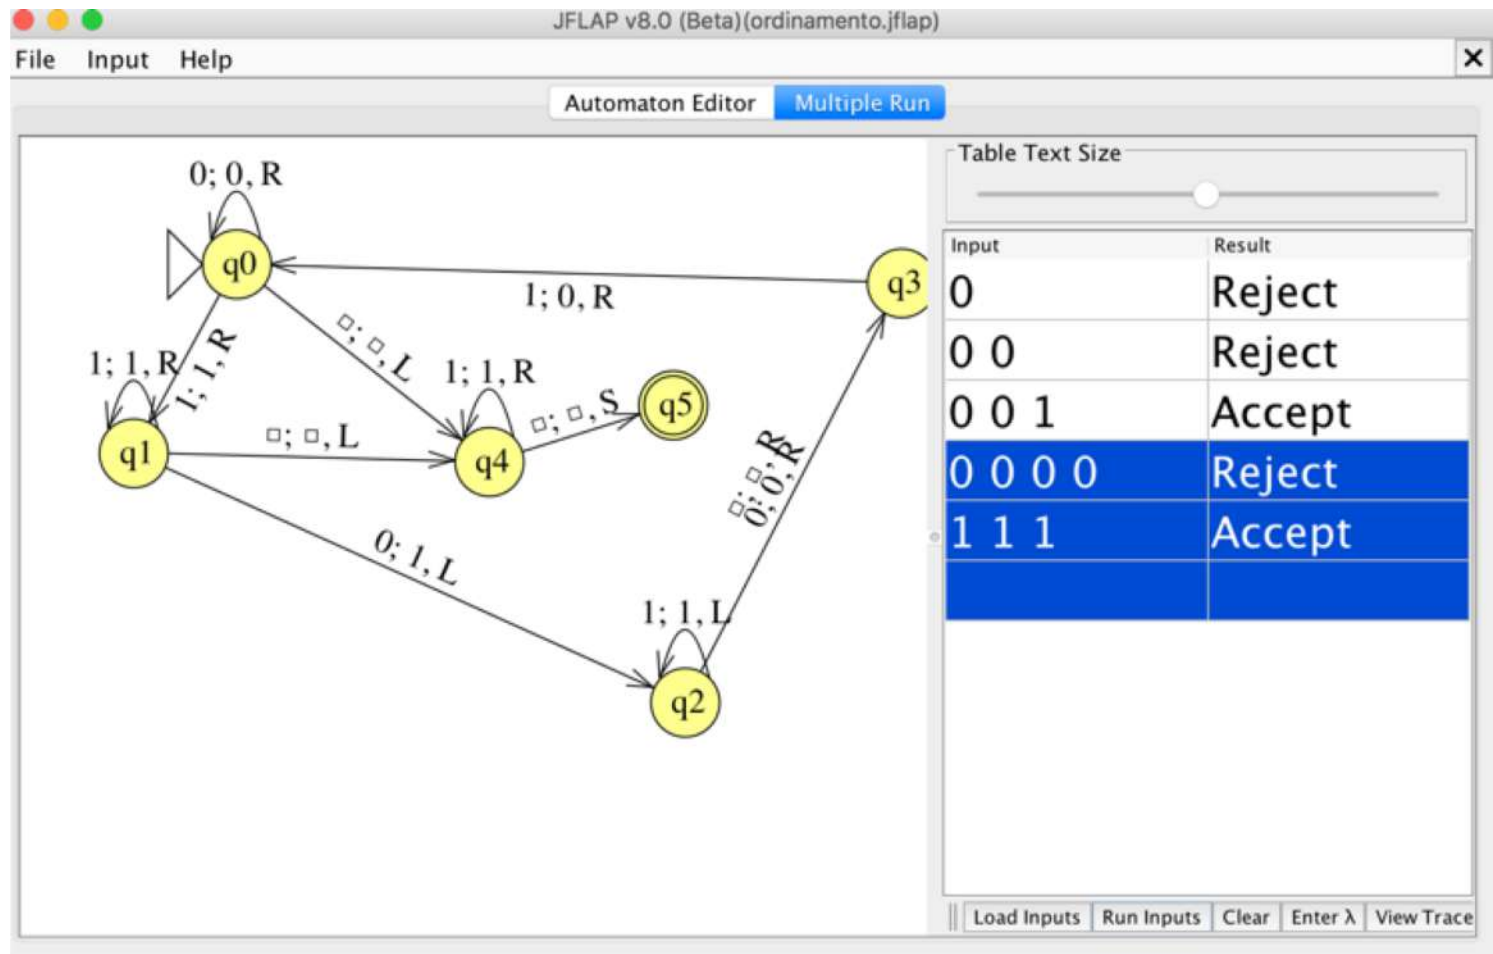 JFLAP v8.0 (Beta)(ordinamento.jflap)
File Input Help
Automaton Editor Multiple Run
0; 0, R
q0
1; 0, R
q3
1; 1, R
1; 1, R
□; □, L
1; 1, R
□; □, S
q5
q1
□; □, L
q4
□; □, R
0; 0, R
0; 1, L
1; 1, L
q2
Table Text Size
Input Result
0 Reject
0 0 Reject
0 0 1 Accept
0 0 0 0 Reject
1 1 1 Accept
Load Inputs Run Inputs Clear Enter λ View Trace